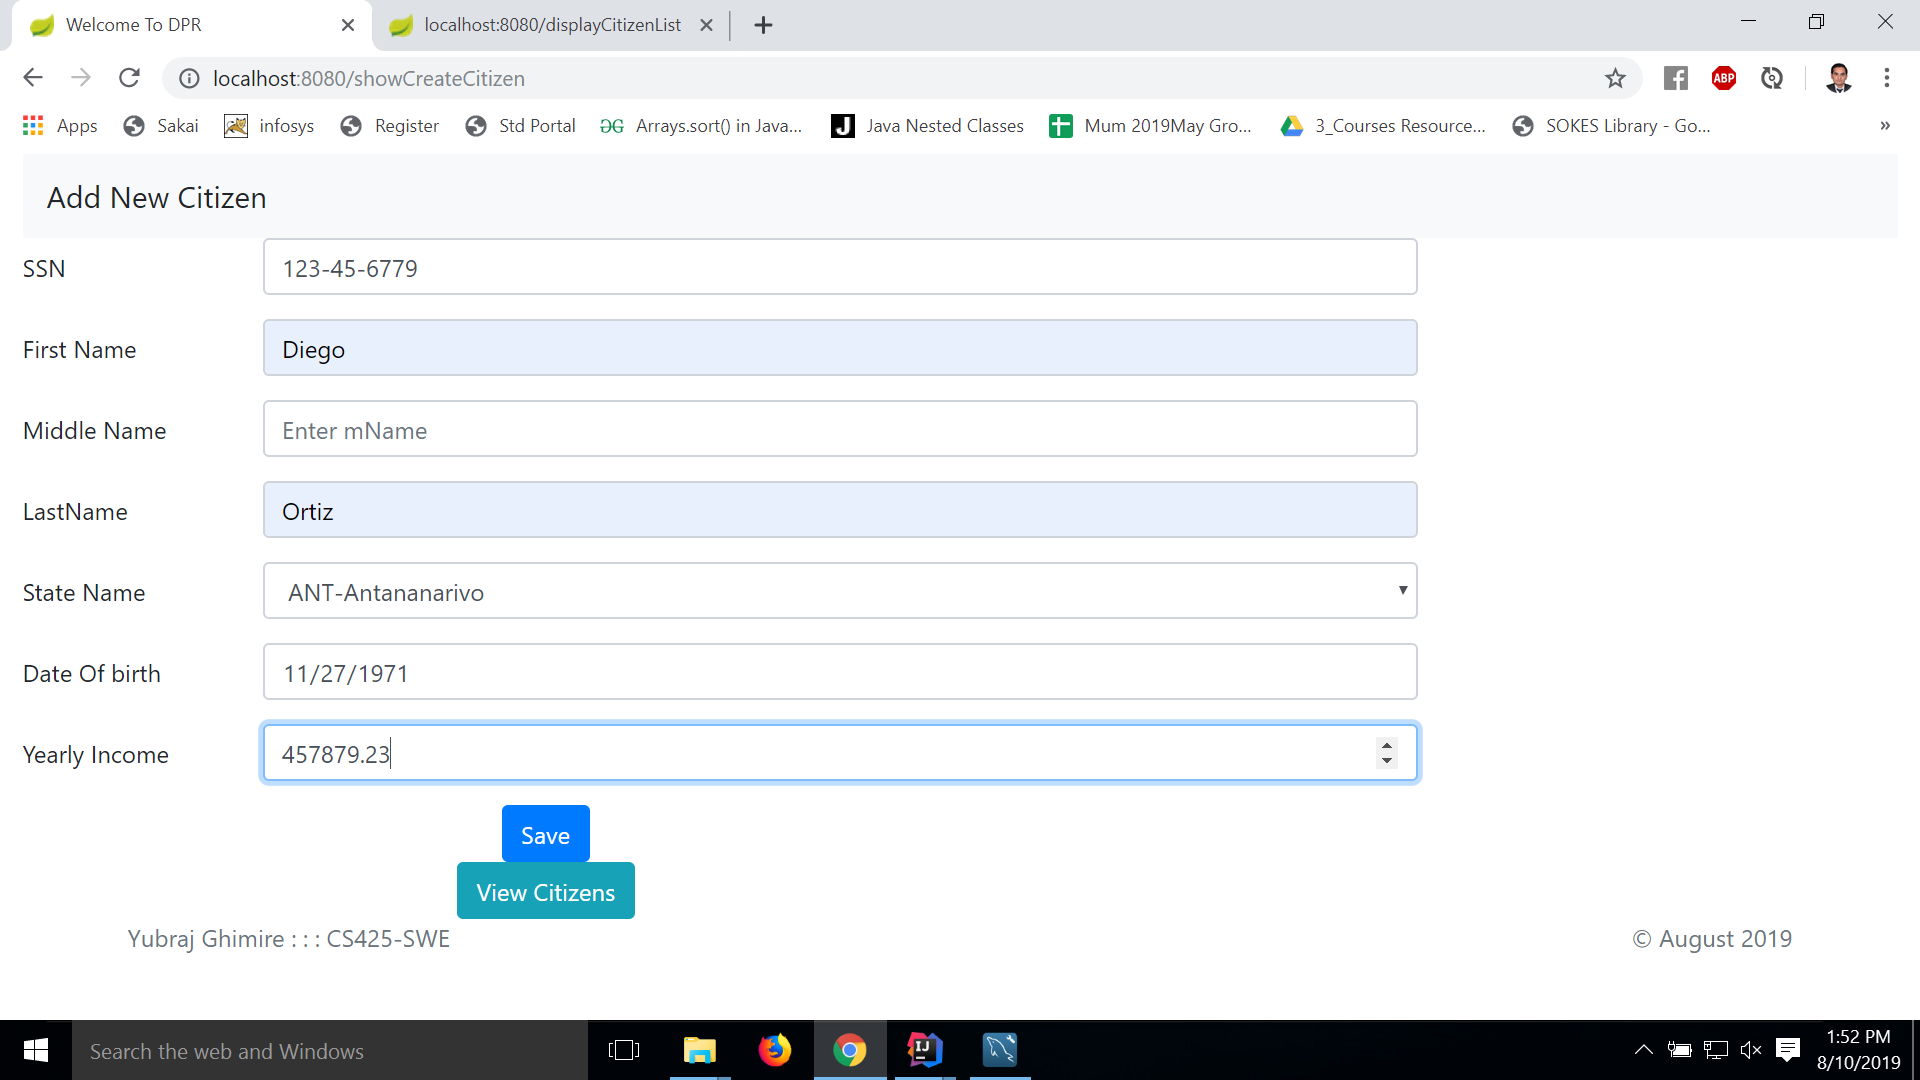 Welcome To DPR
localhost:8080/displayCitizenList
localhost:8080/showCreateCitizen
ABP
Apps Sakai infosys Register Std Portal Arrays.sort() in Java... Java Nested Classes Mum 2019May Gro... 3_Courses Resource... SOKES Library - Go... »
Add New Citizen
SSN 123-45-6779
First Name Diego
Middle Name Enter mName
LastName Ortiz
State Name ANT-Antananarivo
Date Of birth 11/27/1971
Yearly Income 457879.23
Save
View Citizens
Yubraj Ghimire : : : CS425-SWE © August 2019
Search the web and Windows
IJ
1:52 PM
8/10/2019